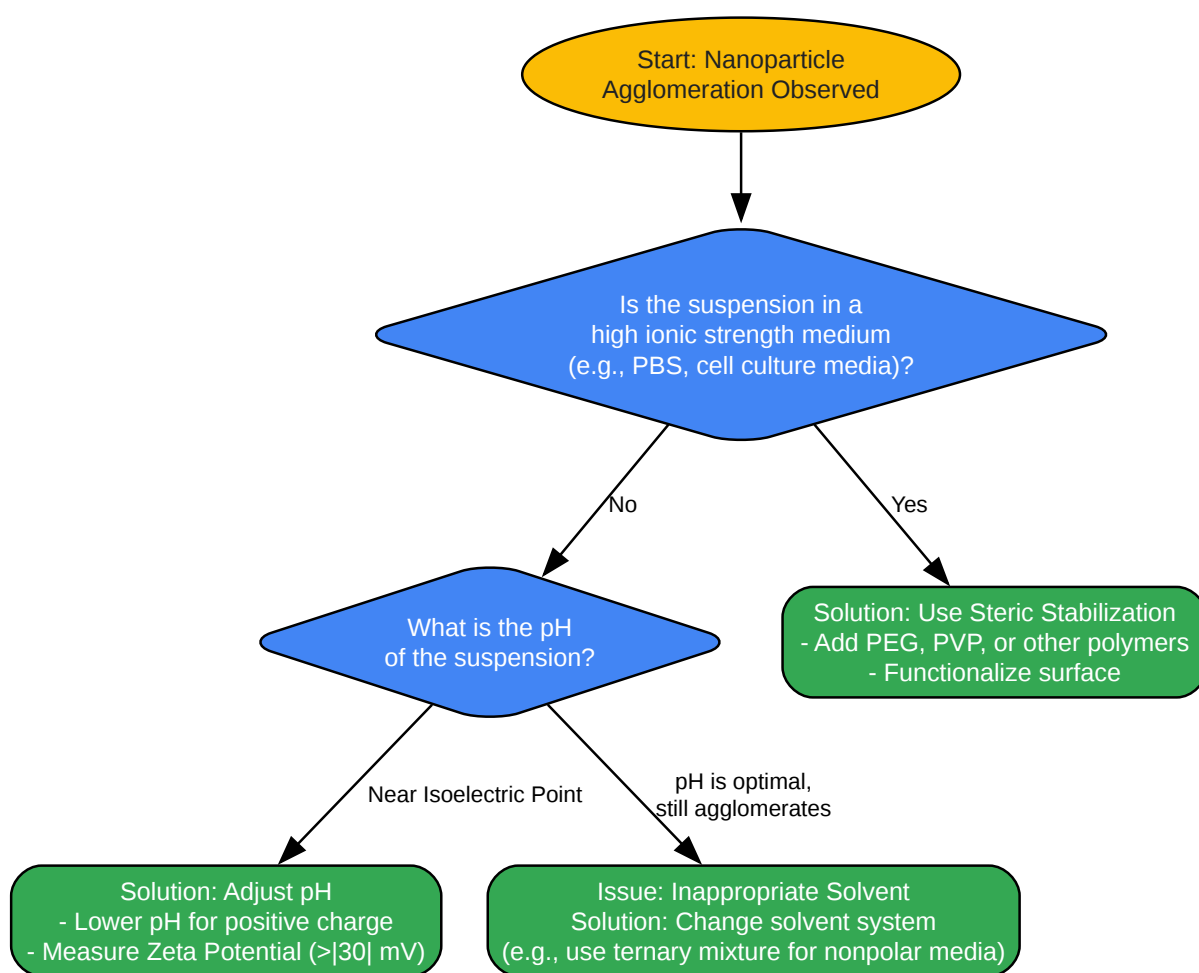 Start: Nanoparticle
Agglomeration Observed
Is the suspension in a
high ionic strength medium
(e.g., PBS, cell culture media)?
No
Yes
What is the pH
of the suspension?
Solution: Use Steric Stabilization
- Add PEG, PVP, or other polymers
- Functionalize surface
Near Isoelectric Point
pH is optimal,
still agglomerates
Solution: Adjust pH
- Lower pH for positive charge
- Measure Zeta Potential (>|30| mV)
Issue: Inappropriate Solvent
Solution: Change solvent system
(e.g., use ternary mixture for nonpolar media)